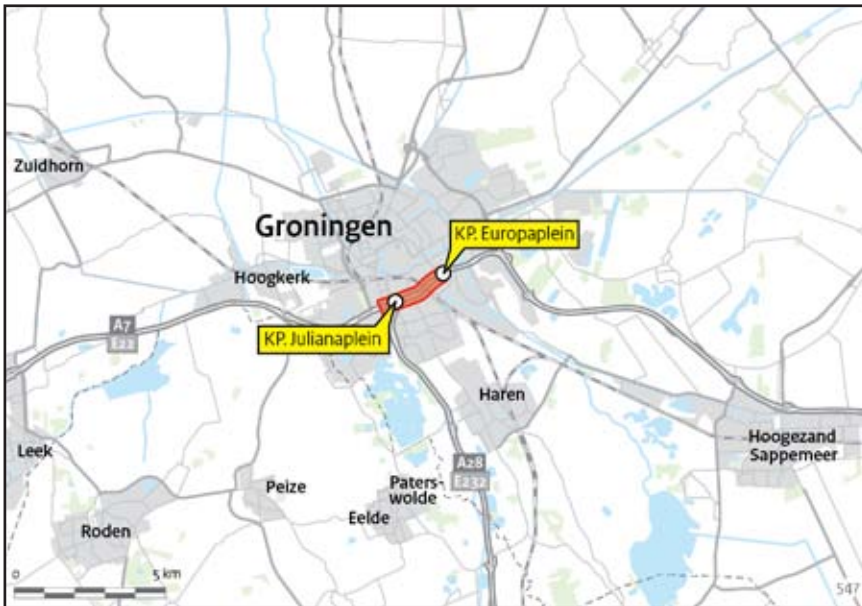 Zuidhorn
Groningen
KP. Europaplein
Hoogkerk
A7
E22
KP. Julianaplein
Haren
Leek
A28
E232
Hoogezand
Sappemeer
Peize
Paters-
wolde
Eelde
Roden
0
5 km
547